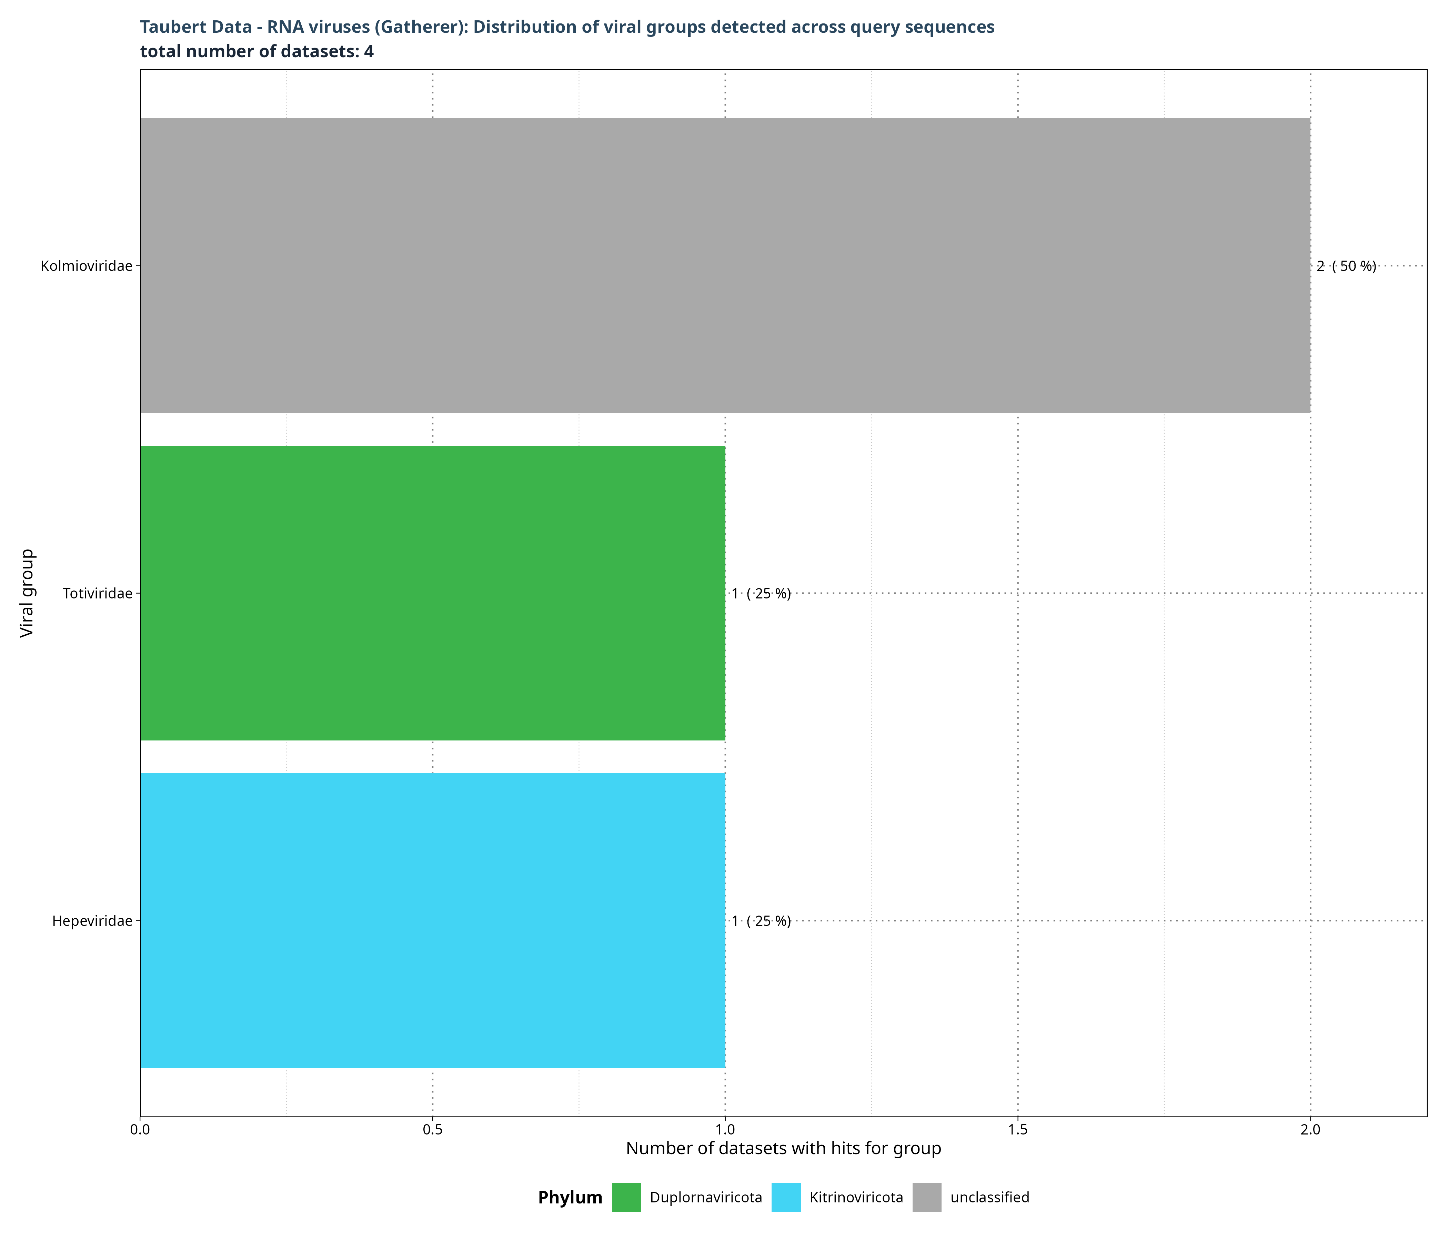 Taubert Data - RNA viruses (Gatherer): Distribution of viral groups detected across query sequences
total number of datasets: 4
Viral group
Kolmioviridae
2 ( 50 %)
Totiviridae
1 ( 25 %)
Hepeviridae
1 ( 25 %)
0.0 0.5 1.0 1.5 2.0
Number of datasets with hits for group
Phylum Duplornaviricota Kitrinoviricota unclassified